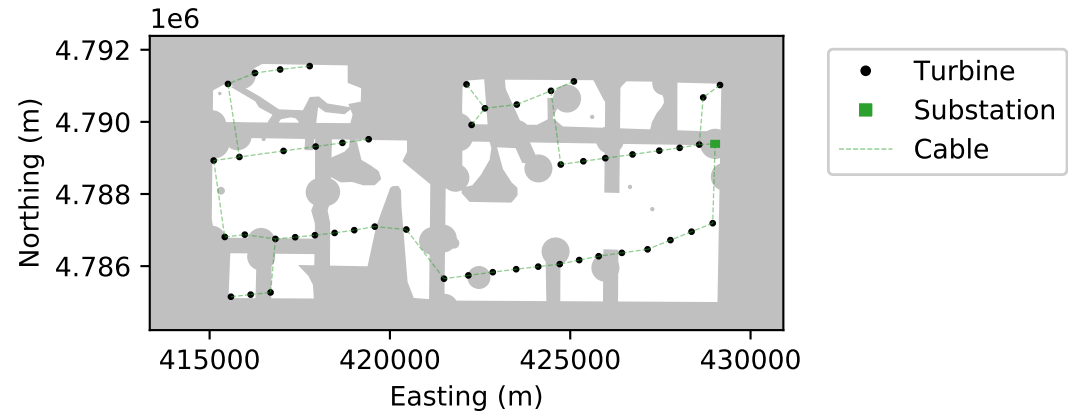 1e6
4.792
4.790
4.788
4.786
Northing (m)
415000 420000 425000 430000
Easting (m)
Turbine
Substation
Cable